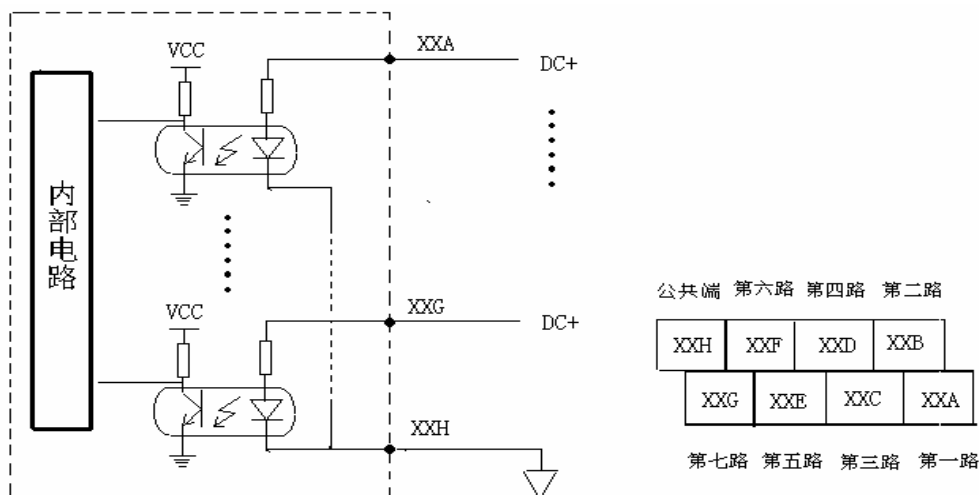 VCC
XXA
DC+
内部电路
VCC
XXG
DC+
XXH
公共端 第六路 第四路 第二路
XXH XXF XXD XXB
XXG XXE XXC XXA
第七路 第五路 第三路 第一路